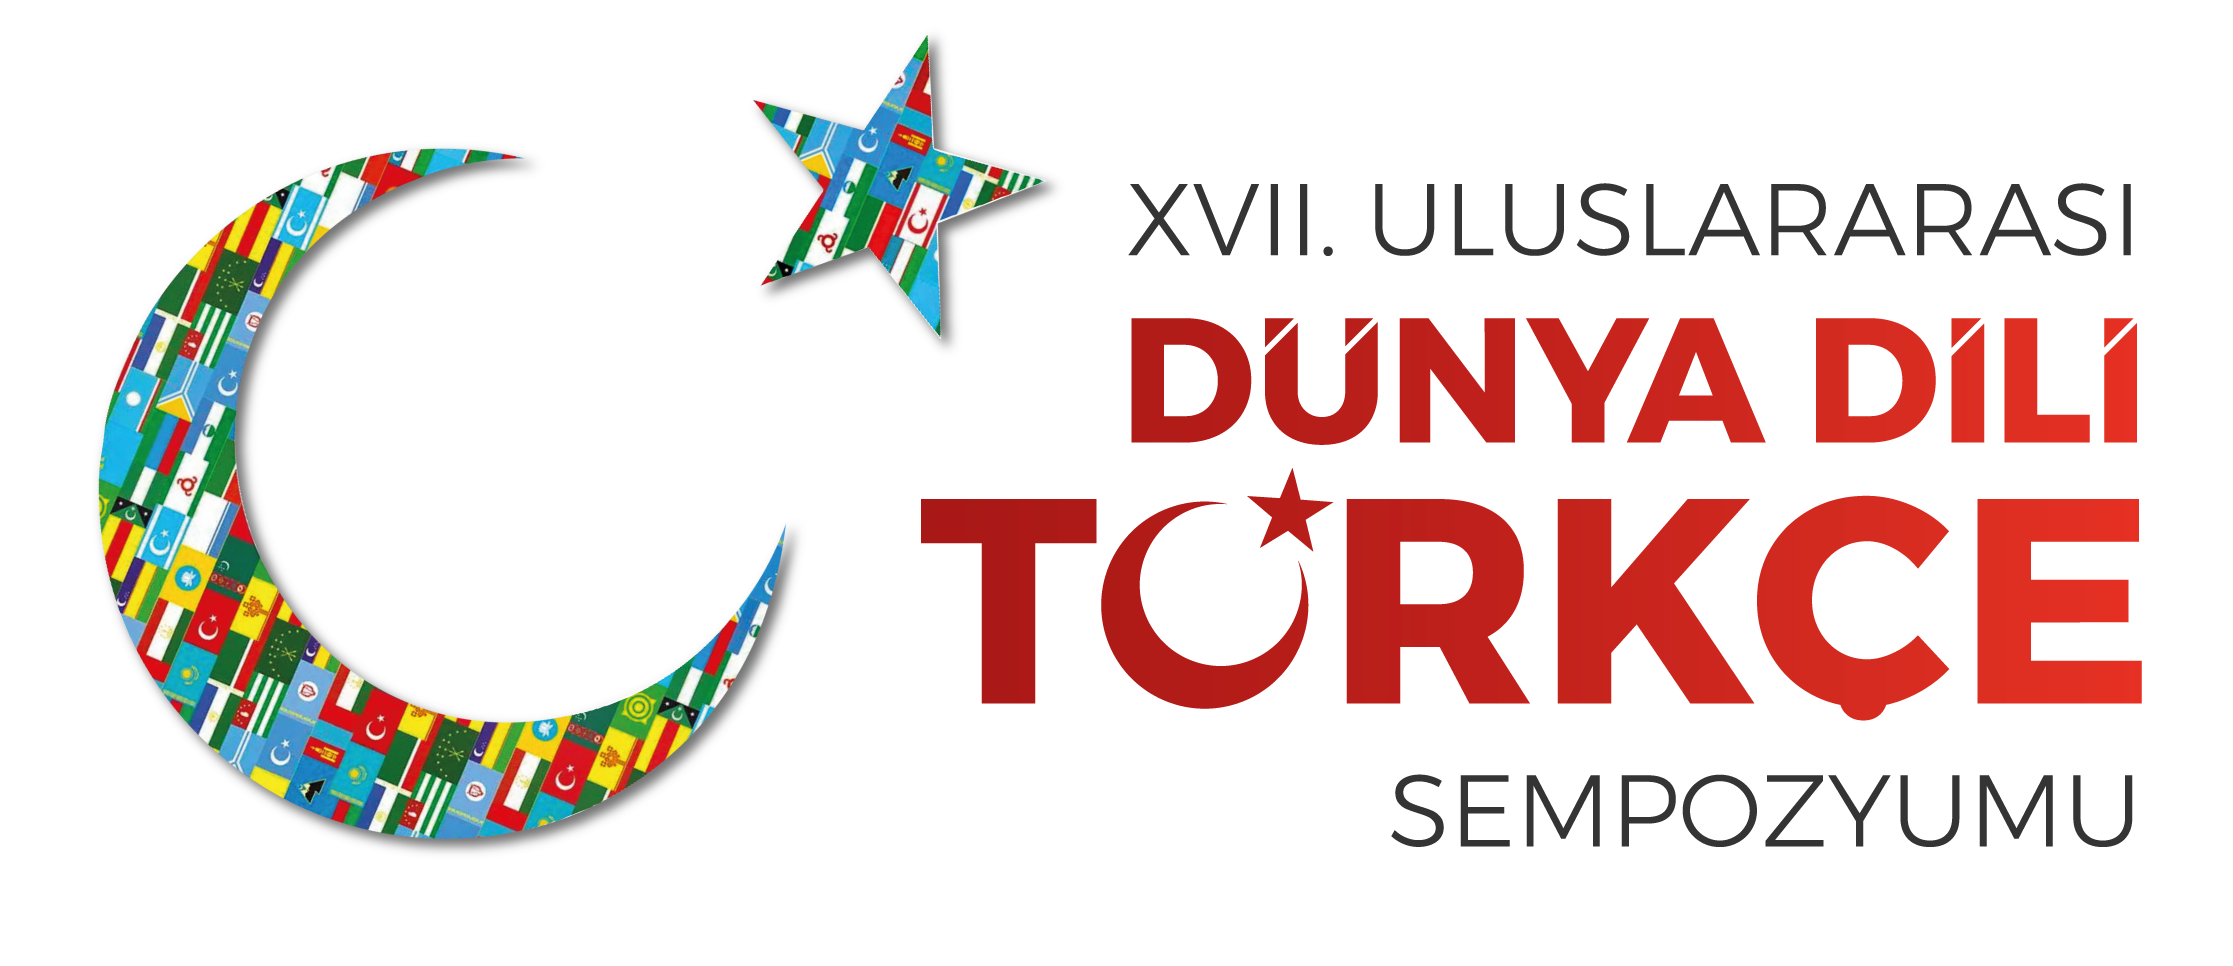 XVII. ULUSLARARASI
DÜNYA DİLİ
TÜRKÇE
SEMPOZYUMU